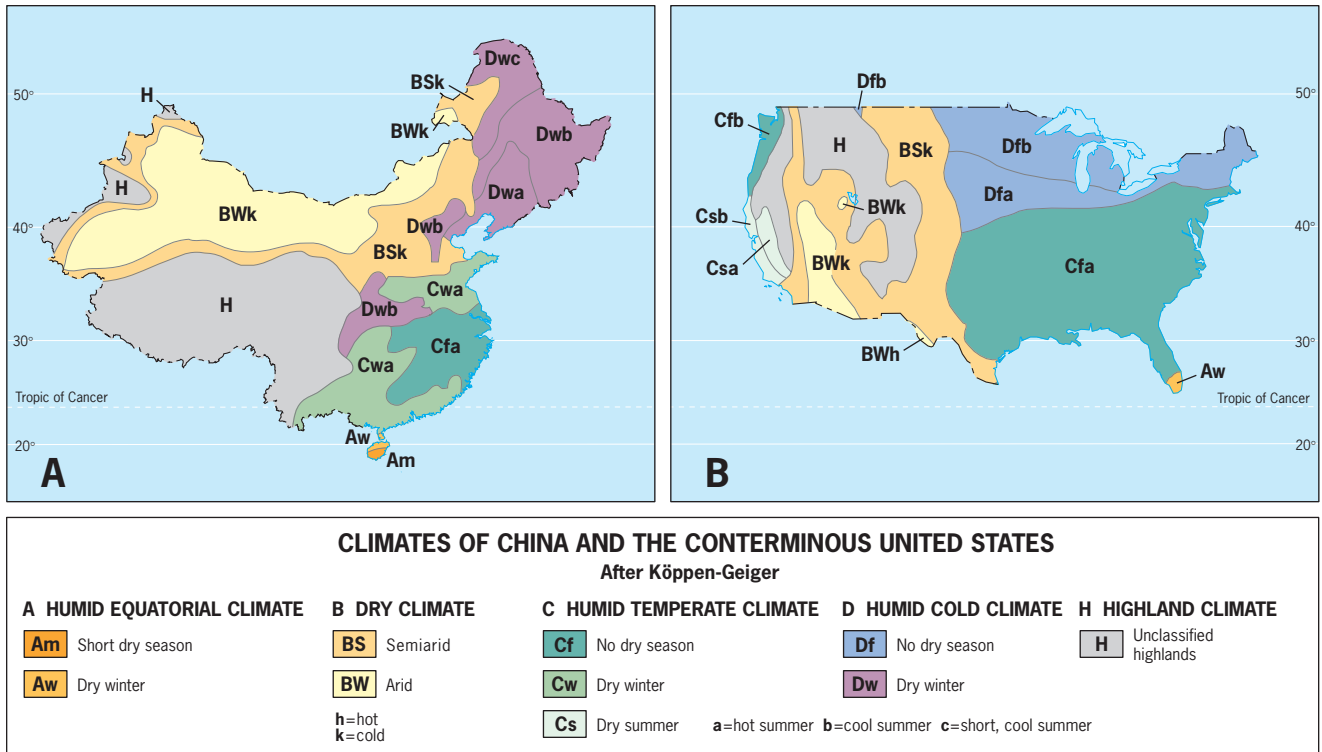 H
BSk
Dwc
50°
BWk
Dwb
H
Dwa
BWk
40°
Dwb
BSk
H
Cwa
Dwb
30°
Cfa
Cwa
Tropic of Cancer
Aw
20°
Am
A
Dfb
50°
Cfb
H
BSk
Dfb
Dfa
BWk
Csb
40°
Csa
BWk
Cfa
30°
BWh
Aw
Tropic of Cancer
20°
B
CLIMATES OF CHINA AND THE CONTERMINOUS UNITED STATES
After Köppen-Geiger
A HUMID EQUATORIAL CLIMATE
Am Short dry season
Aw Dry winter
B DRY CLIMATE
BS Semiarid
BW Arid
h=hot
k=cold
C HUMID TEMPERATE CLIMATE
Cf No dry season
Cw Dry winter
Cs Dry summer
a=hot summer b=cool summer c=short, cool summer
D HUMID COLD CLIMATE
Df No dry season
Dw Dry winter
H HIGHLAND CLIMATE
H Unclassified
highlands